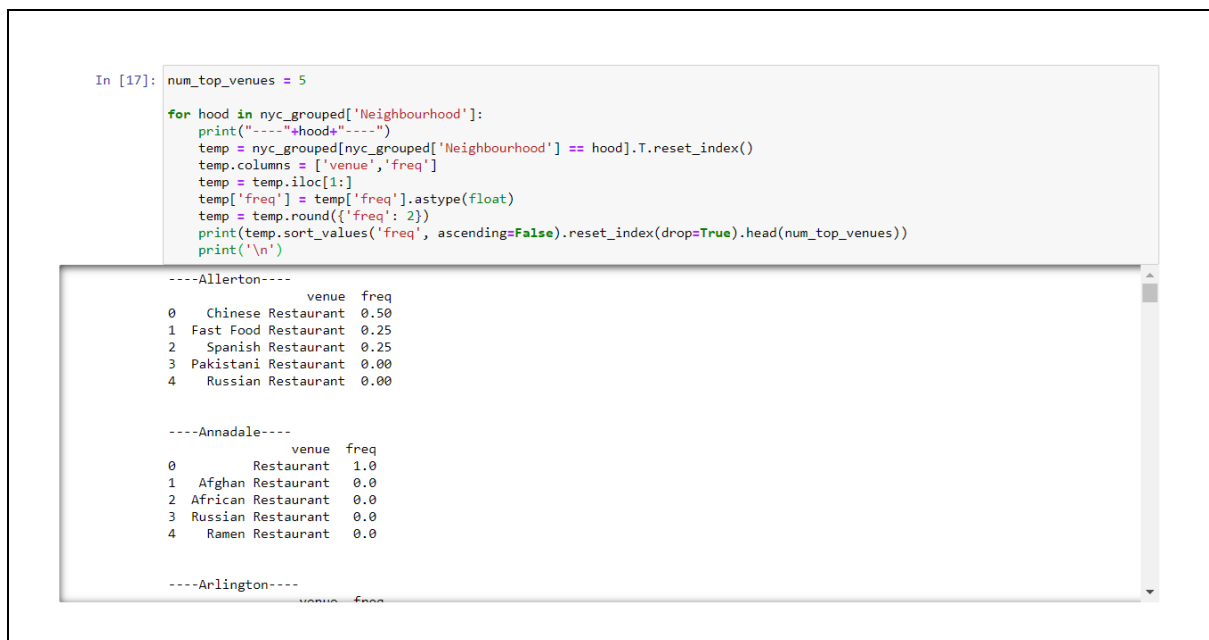 In [17]: num_top_venues = 5
for hood in nyc_grouped['Neighbourhood']:
    print("----"+hood+"----")
    temp = nyc_grouped[nyc_grouped['Neighbourhood'] == hood].T.reset_index()
    temp.columns = ['venue','freq']
    temp = temp.iloc[1:]
    temp['freq'] = temp['freq'].astype(float)
    temp = temp.round({'freq': 2})
    print(temp.sort_values('freq', ascending=False).reset_index(drop=True).head(num_top_venues))
    print('\n')
----Allerton----
                  venue  freq
0    Chinese Restaurant  0.50
1  Fast Food Restaurant  0.25
2    Spanish Restaurant  0.25
3  Pakistani Restaurant  0.00
4    Russian Restaurant  0.00
----Annadale----
                venue  freq
0          Restaurant   1.0
1   Afghan Restaurant   0.0
2  African Restaurant   0.0
3  Russian Restaurant   0.0
4    Ramen Restaurant   0.0
----Arlington----
venue  freq